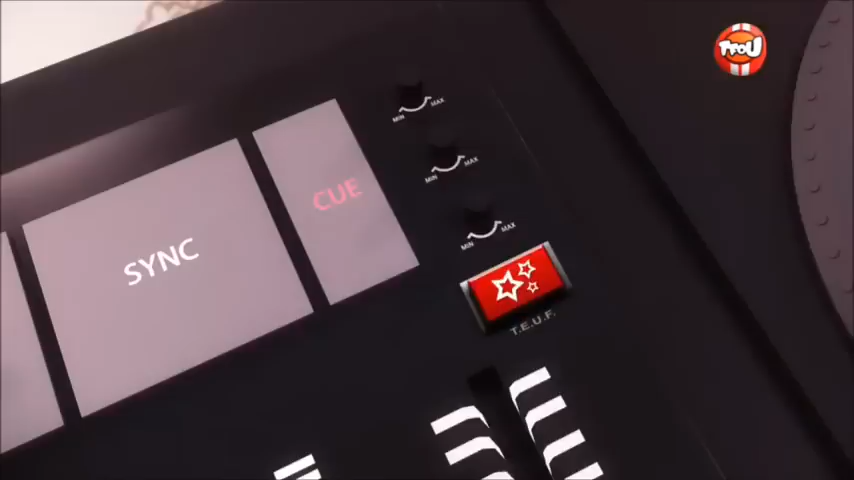 TFOU
MIN MAX
MIN MAX
MIN MAX
CUE
SYNC
T.E.U.F.